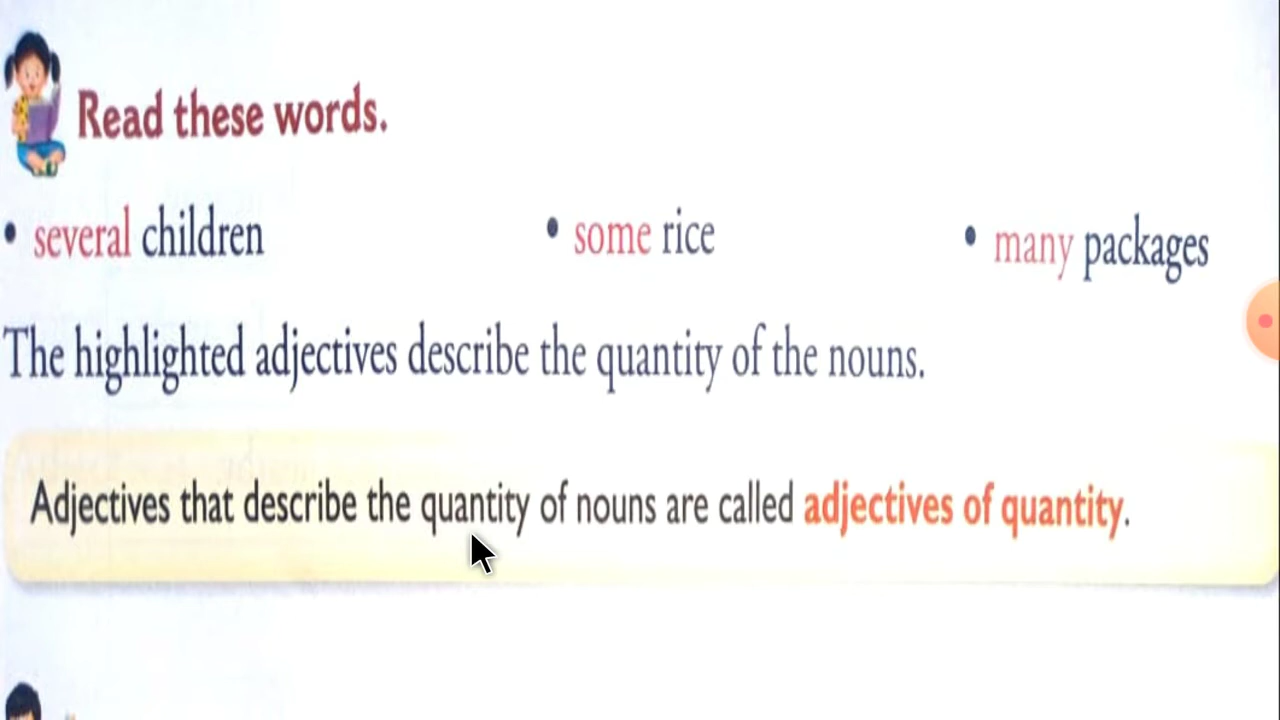 Read these words.
• several children • some rice • many packages
The highlighted adjectives describe the quantity of the nouns.
Adjectives that describe the quantity of nouns are called adjectives of quantity.